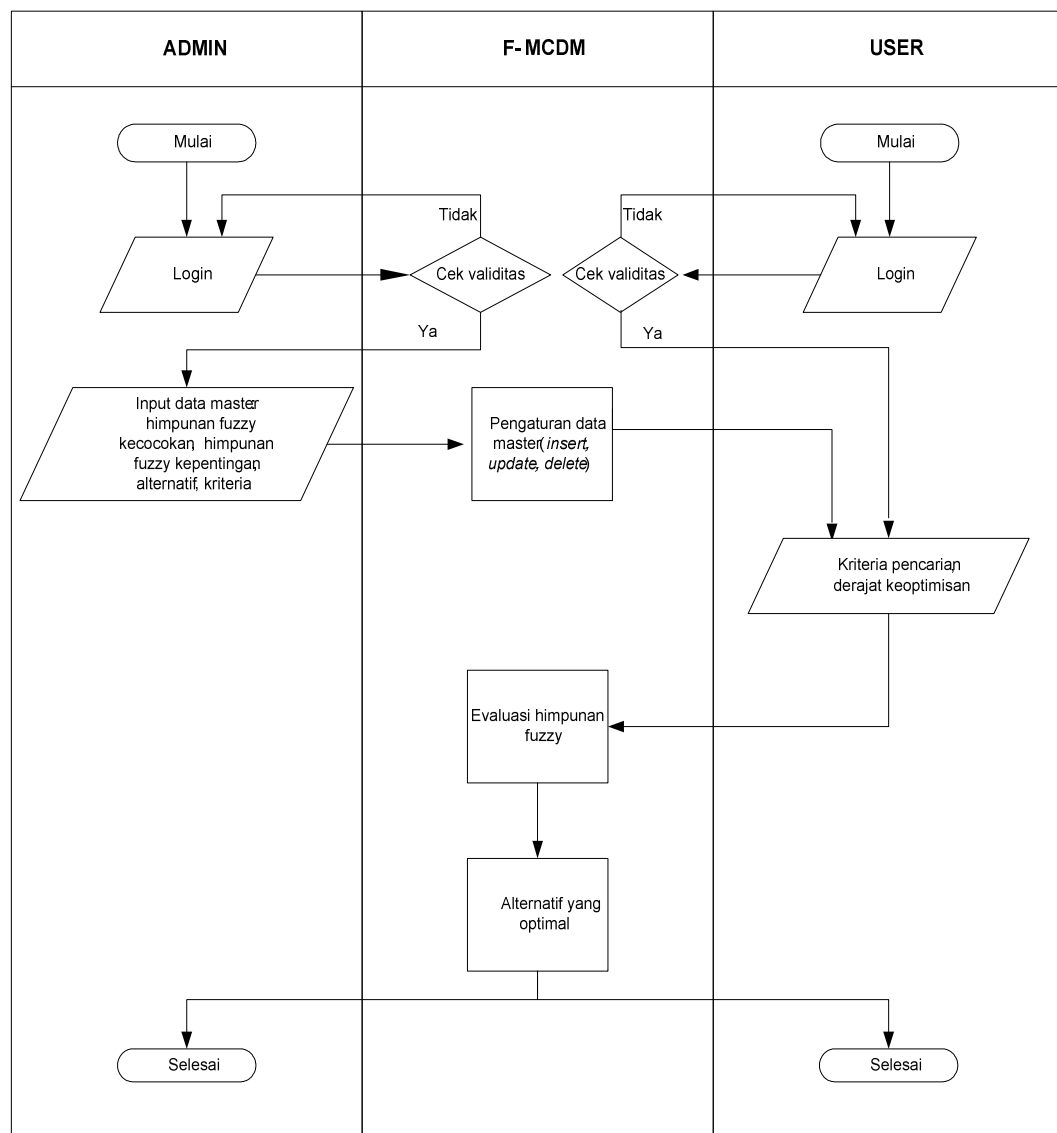 ADMIN
F-MCDM
USER
Mulai
Mulai
Tidak
Tidak
Login
Cek validitas
Cek validitas
Login
Ya
Ya
Input data master:
himpunan fuzzy
kecocokan, himpunan
fuzzy kepentingan,
alternatif, kriteria
Pengaturan data
master(insert,
update, delete)
Kriteria pencarian,
derajat keoptimisan
Evaluasi himpunan
fuzzy
Alternatif yang
optimal
Selesai
Selesai